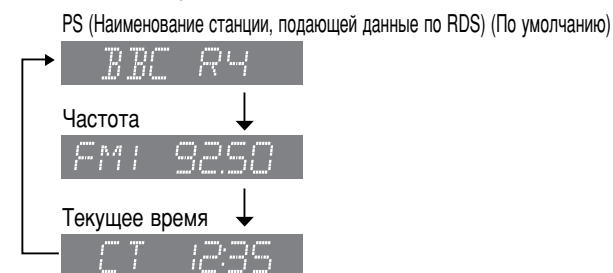 PS (Наименование станции, подающей данные по RDS) (По умолчанию)
BBC R4
Частота
FM1 92.50
Текущее время
CT 12:35